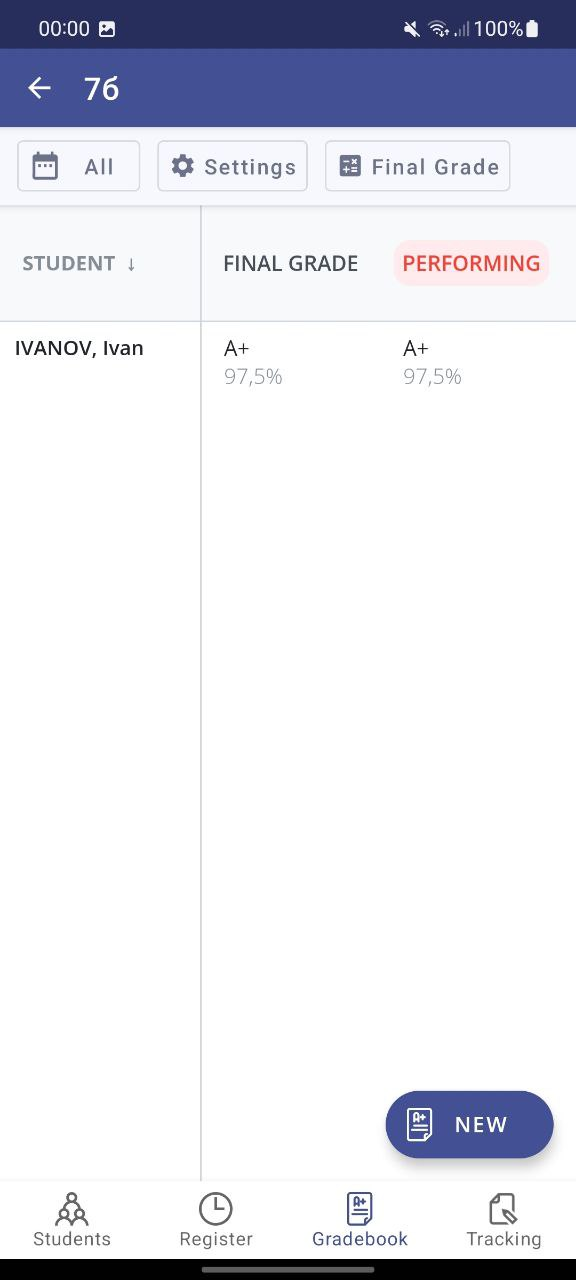 00:00 100%
7б
All Settings Final Grade
STUDENT ↓ FINAL GRADE PERFORMING
IVANOV, Ivan A+ A+
97,5% 97,5%
A+ NEW
A+
Students Register Gradebook Tracking